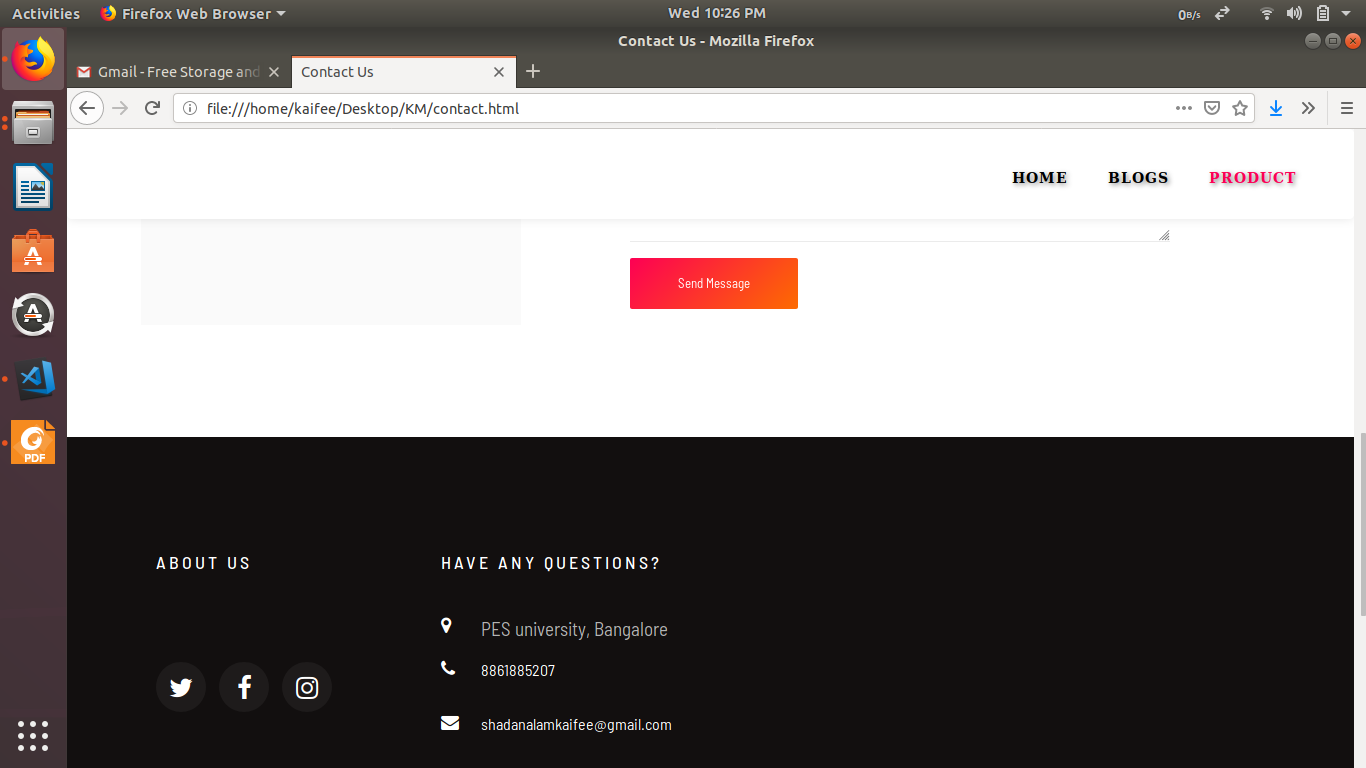 Activities Firefox Web Browser Wed 10:26 PM 0B/s
Contact Us - Mozilla Firefox
Gmail - Free Storage and Contact Us
file:///home/kaifee/Desktop/KM/contact.html
HOME BLOGS PRODUCT
Send Message
ABOUT US
HAVE ANY QUESTIONS?
PES university, Bangalore
8861885207
shadanalamkaifee@gmail.com
PDF